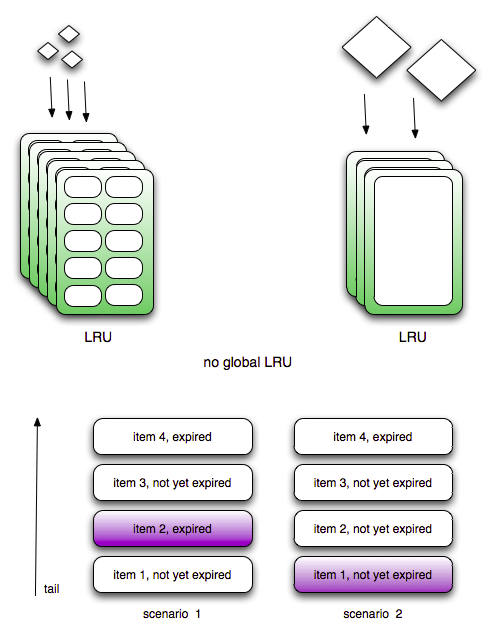 LRU
LRU
no global LRU
item 4, expired
item 4, expired
item 3, not yet expired
item 3, not yet expired
item 2, expired
item 2, not yet expired
item 1, not yet expired
item 1, not yet expired
tail
scenario 1
scenario 2